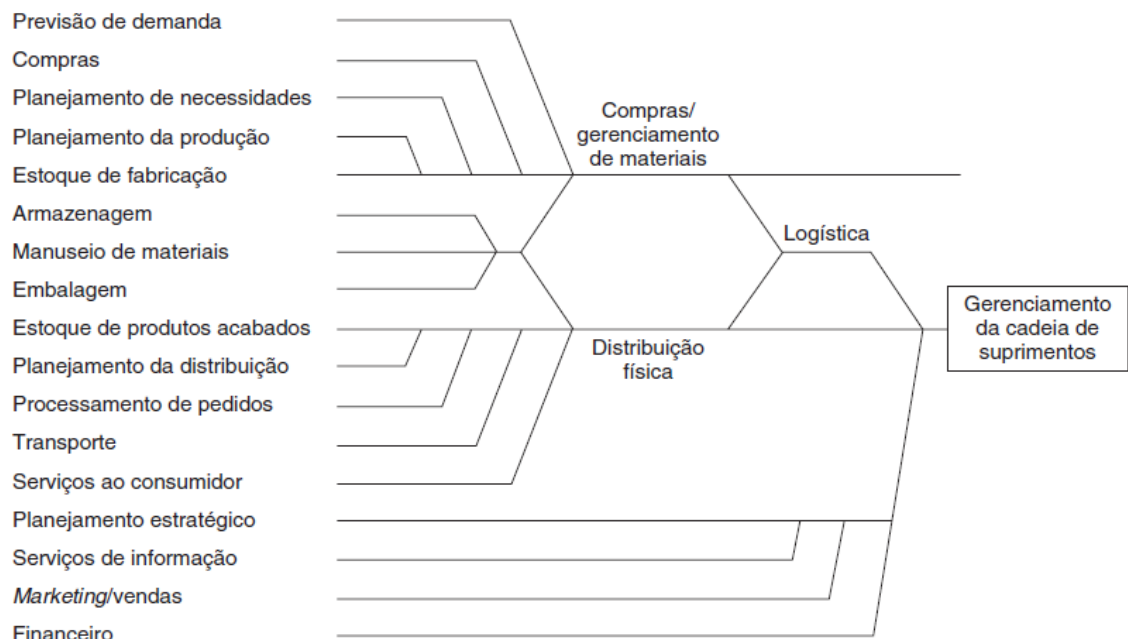 Previsão de demanda
Compras
Planejamento de necessidades
Planejamento da produção
Estoque de fabricação
Armazenagem
Manuseio de materiais
Embalagem
Estoque de produtos acabados
Planejamento da distribuição
Processamento de pedidos
Transporte
Serviços ao consumidor
Planejamento estratégico
Serviços de informação
Marketing/vendas
Financeiro
Compras/
gerenciamento
de materiais
Distribuição
física
Logística
Gerenciamento
da cadeia de
suprimentos